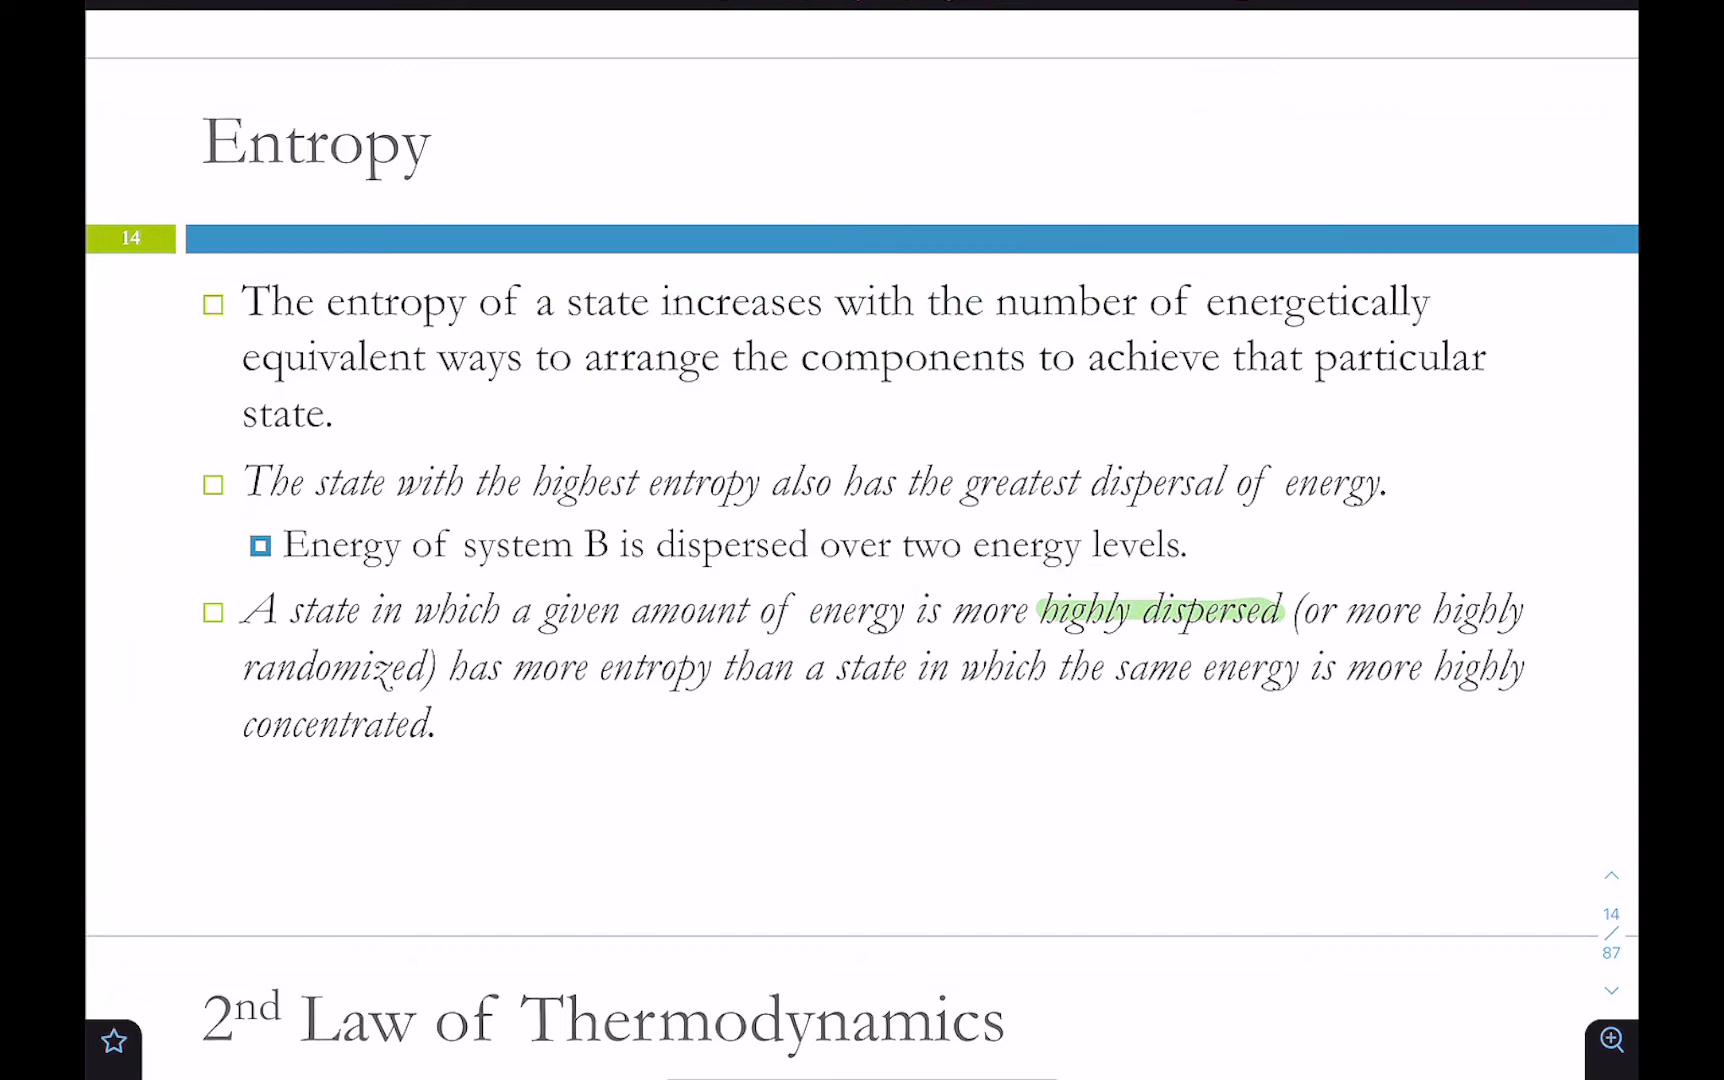 Entropy
14
The entropy of a state increases with the number of energetically
equivalent ways to arrange the components to achieve that particular
state.
The state with the highest entropy also has the greatest dispersal of energy.
Energy of system B is dispersed over two energy levels.
A state in which a given amount of energy is more highly dispersed (or more highly
randomized) has more entropy than a state in which the same energy is more highly
concentrated.
14
/
87
2nd Law of Thermodynamics